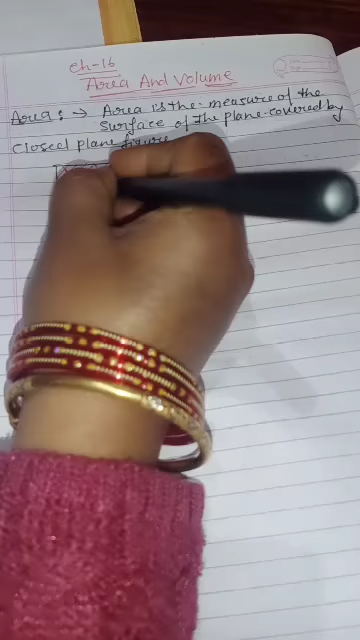 Ch-16
Area And Volume
Area :→ Area is the measure of the
surface of the plane covered by
closed plane figure